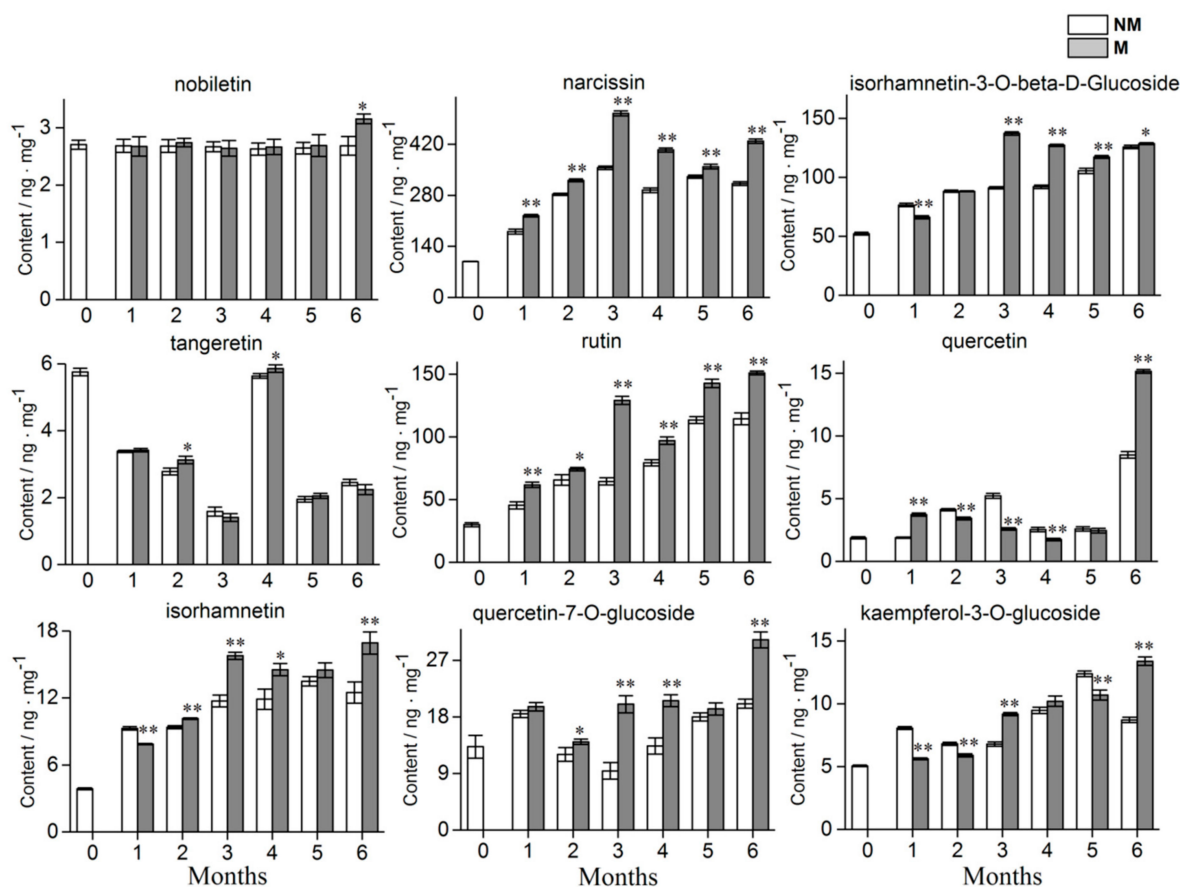 NM
M
nobiletin
Content / ng · mg⁻¹
3
2
1
0
*
0 1 2 3 4 5 6
narcissin
Content / ng · mg⁻¹
420
280
140
0
** ** ** ** ** **
0 1 2 3 4 5 6
isorhamnetin-3-O-beta-D-Glucoside
Content / ng · mg⁻¹
150
100
50
0
** ** ** ** *
0 1 2 3 4 5 6
tangeretin
Content / ng · mg⁻¹
6
4
2
0
* *
0 1 2 3 4 5 6
rutin
Content / ng · mg⁻¹
150
100
50
0
** * ** ** ** **
0 1 2 3 4 5 6
quercetin
Content / ng · mg⁻¹
15
10
5
0
** ** ** ** **
0 1 2 3 4 5 6
isorhamnetin
Content / ng · mg⁻¹
18
12
6
0
** ** ** * **
0 1 2 3 4 5 6
Months
quercetin-7-O-glucoside
Content / ng · mg⁻¹
27
18
9
0
* ** ** **
0 1 2 3 4 5 6
Months
kaempferol-3-O-glucoside
Content / ng · mg⁻¹
15
10
5
0
** ** ** ** **
0 1 2 3 4 5 6
Months